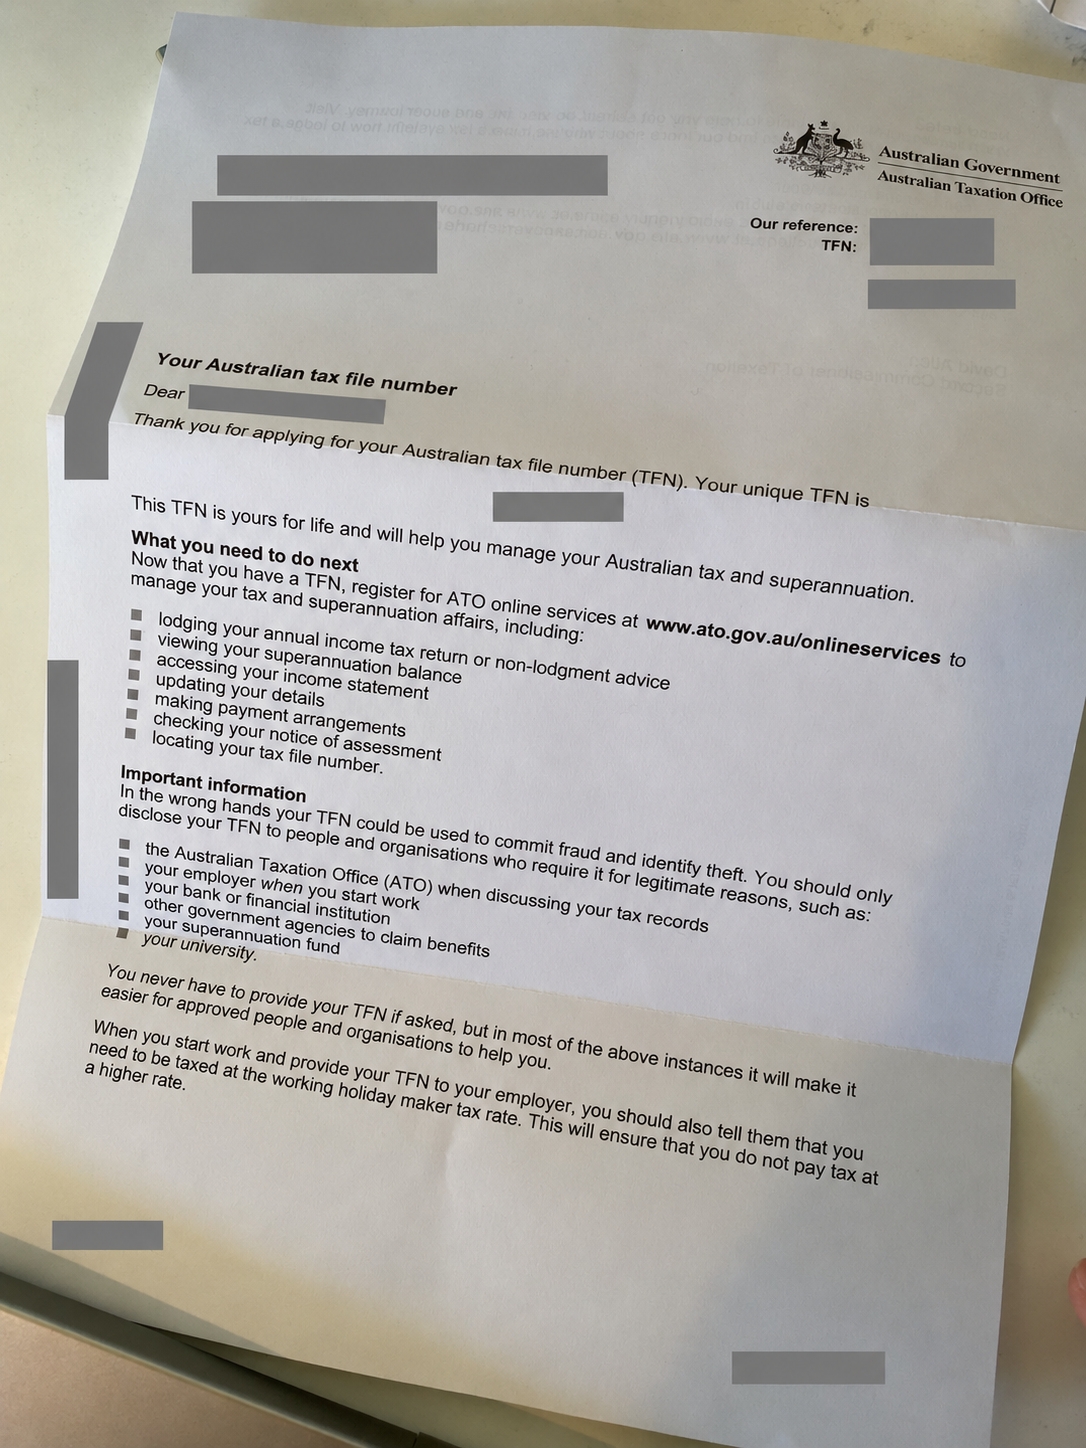 Australian Government
Australian Taxation Office
Our reference:
TFN:
Your Australian tax file number
Dear
Thank you for applying for your Australian tax file number (TFN). Your unique TFN is
This TFN is yours for life and will help you manage your Australian tax and superannuation.
What you need to do next
Now that you have a TFN, register for ATO online services at www.ato.gov.au/onlineservices to
manage your tax and superannuation affairs, including:
lodging your annual income tax return or non-lodgment advice
viewing your superannuation balance
accessing your income statement
updating your details
making payment arrangements
checking your notice of assessment
locating your tax file number.
Important information
In the wrong hands your TFN could be used to commit fraud and identity theft. You should only
disclose your TFN to people and organisations who require it for legitimate reasons, such as:
the Australian Taxation Office (ATO) when discussing your tax records
your employer when you start work
your bank or financial institution
other government agencies to claim benefits
your superannuation fund
your university.
You never have to provide your TFN if asked, but in most of the above instances it will make it
easier for approved people and organisations to help you.
When you start work and provide your TFN to your employer, you should also tell them that you
need to be taxed at the working holiday maker tax rate. This will ensure that you do not pay tax at
a higher rate.